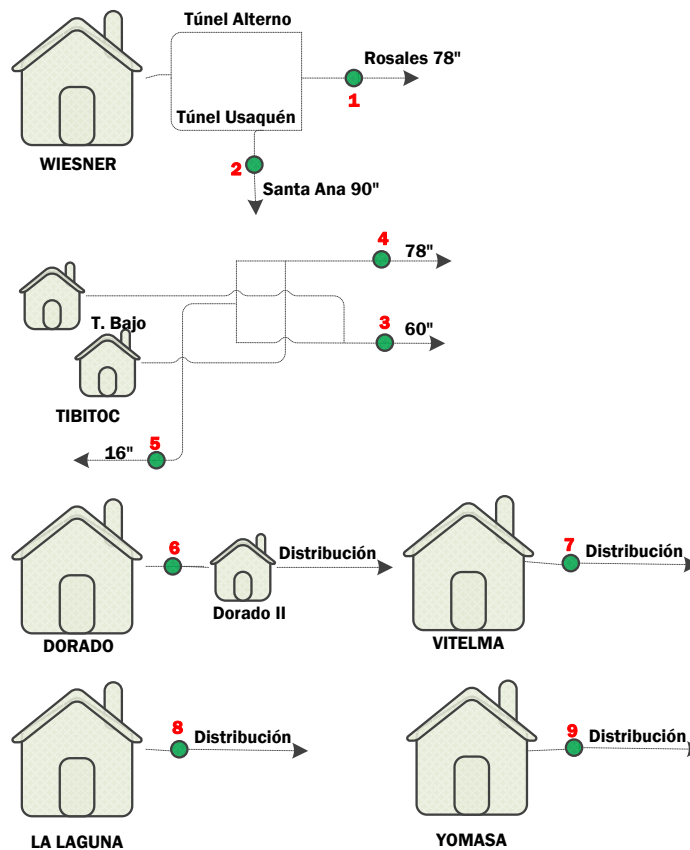 Túnel Alterno
Rosales 78"
1
Túnel Usaquén
WIESNER
2
Santa Ana 90"
4
78"
T. Bajo
3
60"
TIBITOC
16"
5
6
Distribución
Dorado II
DORADO
7
Distribución
VITELMA
8
Distribución
LA LAGUNA
9
Distribución
YOMASA